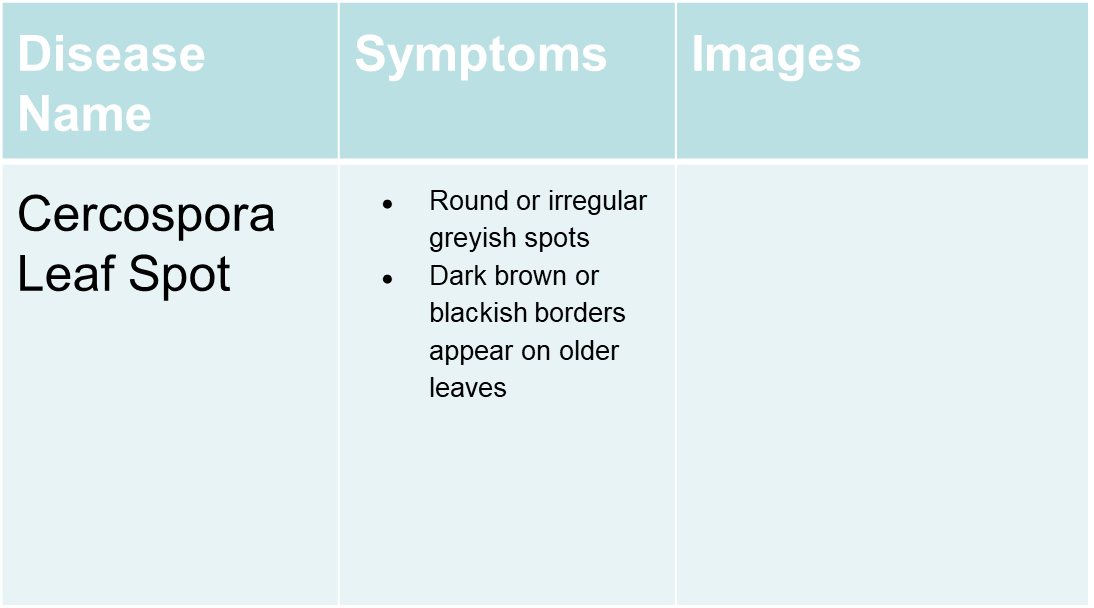 Disease
Name
Symptoms
Images
Cercospora
Leaf Spot
● Round or irregular
greyish spots
● Dark brown or
blackish borders
appear on older
leaves